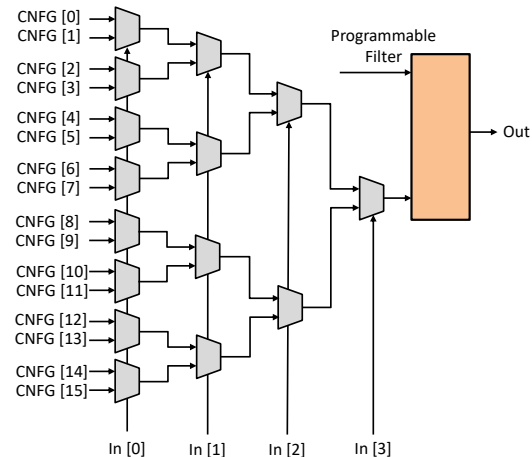 CNFG [0]
CNFG [1]
CNFG [2]
CNFG [3]
CNFG [4]
CNFG [5]
CNFG [6]
CNFG [7]
CNFG [8]
CNFG [9]
CNFG [10]
CNFG [11]
CNFG [12]
CNFG [13]
CNFG [14]
CNFG [15]
Programmable
Filter
Out
In [0]
In [1]
In [2]
In [3]